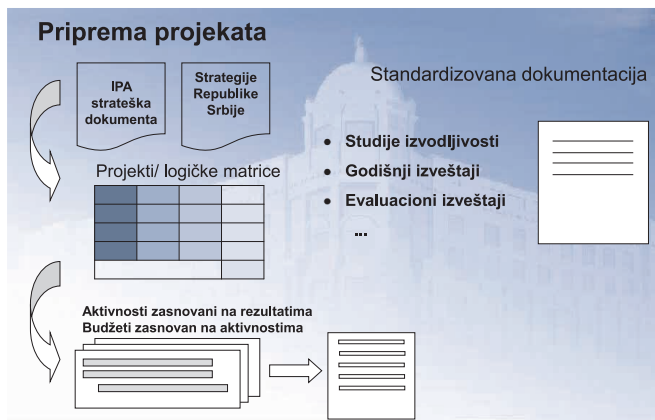 Priprema projekata
IPA
strateška
dokumenta
Strategije
Republike
Srbije
Projekti/ logičke matrice
Aktivnosti zasnovani na rezultatima
Budžeti zasnovan na aktivnostima
Standardizovana dokumentacija
• Studije izvodljivosti
• Godišnji izveštaji
• Evaluacioni izveštaji
...